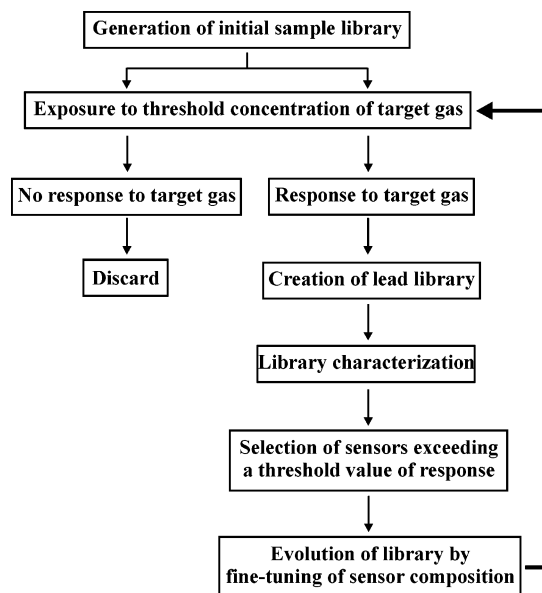 Generation of initial sample library
Exposure to threshold concentration of target gas
No response to target gas
Response to target gas
Discard
Creation of lead library
Library characterization
Selection of sensors exceeding
a threshold value of response
Evolution of library by
fine-tuning of sensor composition